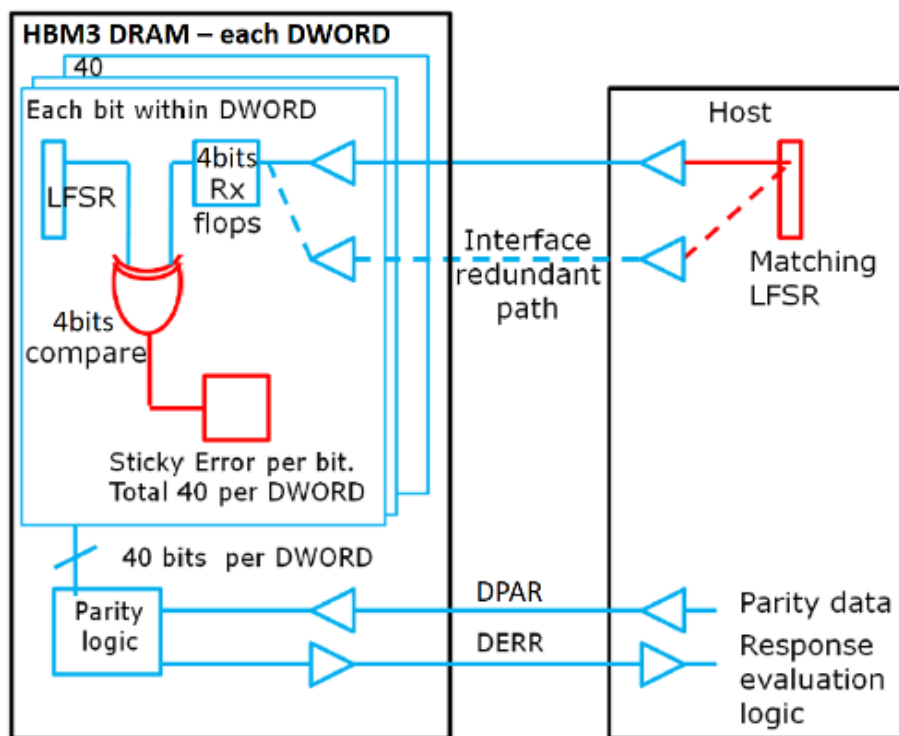 HBM3 DRAM – each DWORD
40
Each bit within DWORD
LFSR
4bits
Rx
flops
4bits
compare
Sticky Error per bit.
Total 40 per DWORD
40 bits per DWORD
Parity
logic
Interface
redundant
path
DPAR
DERR
Host
Matching
LFSR
Parity data
Response
evaluation
logic